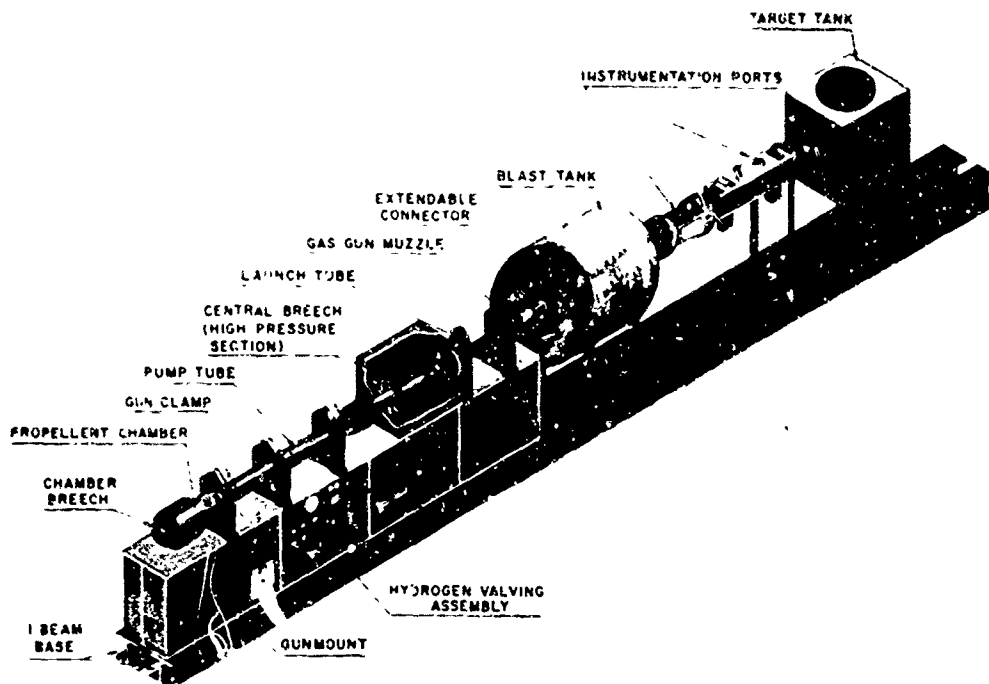 TARGET TANK
INSTRUMENTATION PORTS
BLAST TANK
EXTENDABLE
CONNECTOR
GAS GUN MUZZLE
LAUNCH TUBE
CENTRAL BREECH
(HIGH PRESSURE
SECTION)
PUMP TUBE
GUN CLAMP
PROPELLENT CHAMBER
CHAMBER
BREECH
HYDROGEN VALVING
ASSEMBLY
I BEAM
BASE
GUNMOUNT